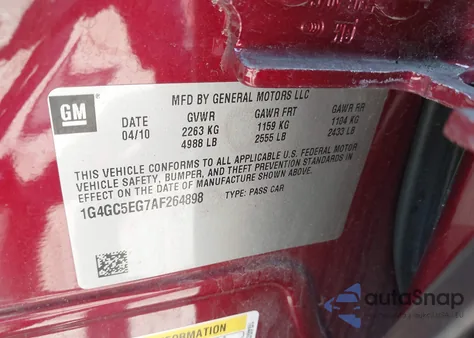 GM
MFD BY GENERAL MOTORS LLC
DATE GVWR GAWR FRT GAWR RR
04/10 2263 KG 1159 KG 1104 KG
4988 LB 2555 LB 2433 LB
THIS VEHICLE CONFORMS TO ALL APPLICABLE U.S. FEDERAL MOTOR
VEHICLE SAFETY, BUMPER, AND THEFT PREVENTION STANDARDS IN
EFFECT ON THE DATE OF MANUFACTURE SHOWN ABOVE.
1G4GC5EG7AF264898 TYPE: PASS CAR
INFORMATION
autoSnap